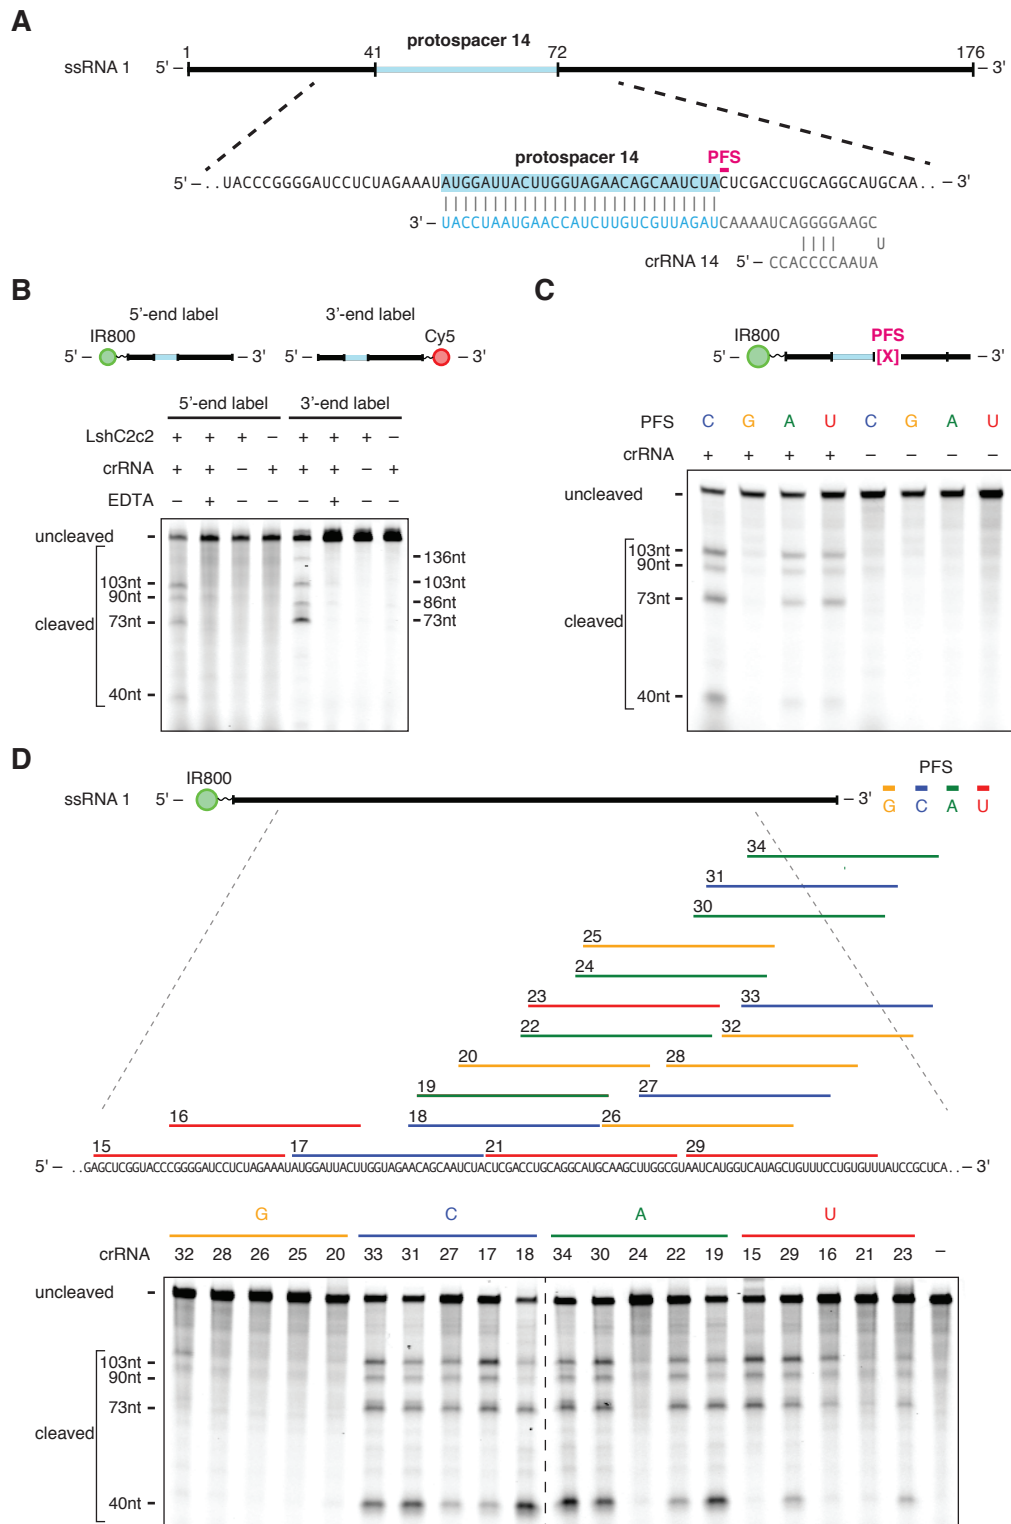 A
protospacer 14
1 41 72 176
ssRNA 1 5' – – 3'
protospacer 14 PFS
5' – ..UACCCGGGGAUCCUCUAGAAAUAUGGAUUACUUGGUAGAACAGCAAUCUACUCGACCUGCAGGCAUGCAA.. – 3'
3' – UACCUAAUGAACCAUCUUGUCGUUAGAUCAAAAUCAGGGGAAGC
U
crRNA 14 5' – CCACCCCAAUA
B
5'-end label 3'-end label
IR800 Cy5
5' – – 3' 5' – – 3'
5'-end label 3'-end label
LshC2c2 + + + – + + + –
crRNA + + – + + + – +
EDTA – + – – – + – –
uncleaved
136nt
103nt 103nt
90nt 86nt
cleaved 73nt 73nt
40nt
C
IR800 PFS
5' – [X] – 3'
PFS C G A U C G A U
crRNA + + + + – – – –
uncleaved
103nt
90nt
73nt
cleaved
40nt
D
IR800 PFS
ssRNA 1 5' – – 3' G C A U
34
31
30
25
24
23 33
22 32
20 28
19 27
16 18 26
15 17 21 29
5' – ..GAGCUCGGUACCCGGGGAUCCUCUAGAAAUAUGGAUUACUUGGUAGAACAGCAAUCUACUCGACCUGCAGGCAUGCAAGCUUGGCGUAAUCAUGGUCAUAGCUGUUUCCUGUGUUUAUCCGCUCA.. – 3'
G C A U
crRNA 32 28 26 25 20 33 31 27 17 18 34 30 24 22 19 15 29 16 21 23 –
uncleaved
103nt
90nt
73nt
cleaved
40nt